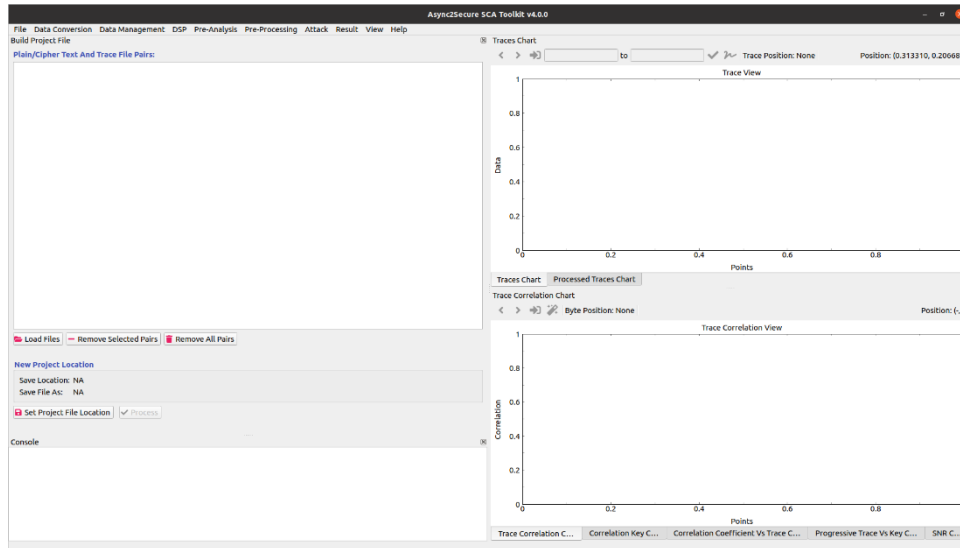 Async2Secure SCA Toolkit v4.0.0
File Data Conversion Data Management DSP Pre-Analysis Pre-Processing Attack Result View Help
Build Project File
Plain/Cipher Text And Trace File Pairs:
Load Files Remove Selected Pairs Remove All Pairs
New Project Location
Save Location: NA
Save File As: NA
Set Project File Location Process
Console
Traces Chart
to Trace Position: None Position: (0.313310, 0.20668
Trace View
1
0.8
0.6
Data
0.4
0.2
0
0 0.2 0.4 0.6 0.8
Points
Traces Chart Processed Traces Chart
Trace Correlation Chart
Byte Position: None Position: (-,
Trace Correlation View
1
0.8
0.6
Correlation
0.4
0.2
0
0 0.2 0.4 0.6 0.8
Points
Trace Correlation C... Correlation Key C... Correlation Coefficient Vs Trace C... Progressive Trace Vs Key C... SNR C...